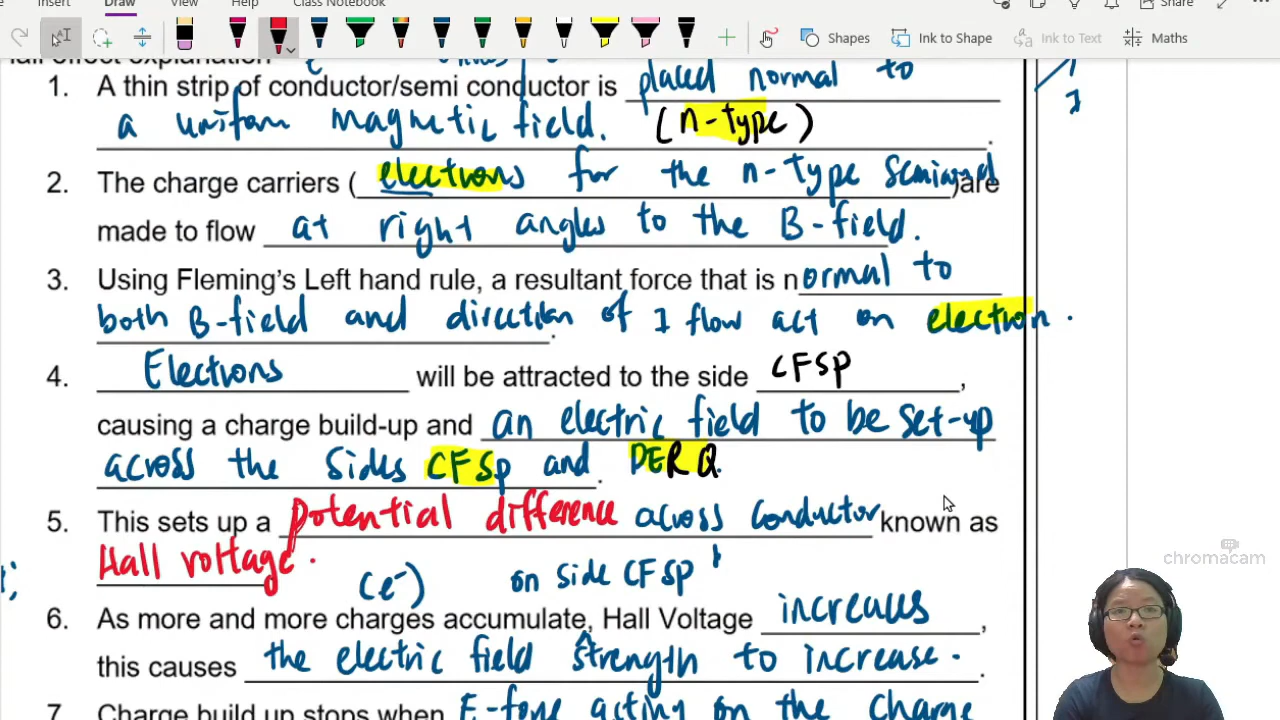 Insert Draw View Help Class Notebook Share
Shapes Ink to Shape Ink to Text Maths
all effect explanation
1. A thin strip of conductor/semi conductor is placed normal to
a uniform magnetic field. (n-type)
2. The charge carriers (electrons for the n-type semicond)are
made to flow at right angles to the B-field.
3. Using Fleming's Left hand rule, a resultant force that is normal to
both B-field and direction of I flow act on electron.
4. Electrons will be attracted to the side CFSP,
causing a charge build-up and an electric field to be set-up
across the sides CFSP and DERQ.
5. This sets up a potential difference across conductor known as
Hall voltage.
chromacam
(e-) on side CFSP
6. As more and more charges accumulate, Hall Voltage increases,
this causes the electric field strength to increase.
7. Charge build up stops when E-force acting on the charge